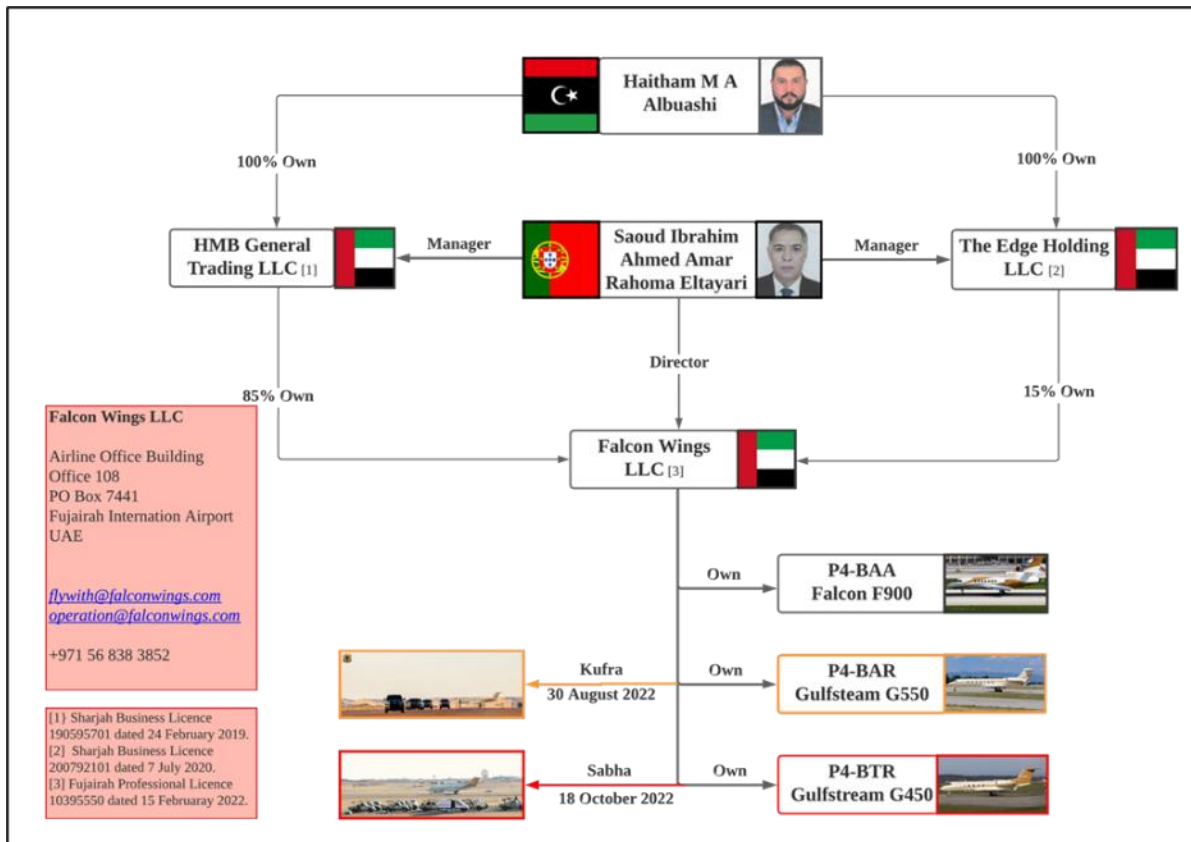 Haitham M A
Albuashi
100% Own
100% Own
HMB General
Trading LLC [1]
Manager
Saoud Ibrahim
Ahmed Amar
Rahoma Eltayari
Manager
The Edge Holding
LLC [2]
Director
85% Own
15% Own
Falcon Wings
LLC [3]
Falcon Wings LLC
Airline Office Building
Office 108
PO Box 7441
Fujairah Internation Airport
UAE
flywith@falconwings.com
operation@falconwings.com
+971 56 838 3852
Own
P4-BAA
Falcon F900
Kufra
30 August 2022
Own
P4-BAR
Gulfsteam G550
Sabha
18 October 2022
Own
P4-BTR
Gulfstream G450
[1} Sharjah Business Licence
190595701 dated 24 February 2019.
[2] Sharjah Business Licence
200792101 dated 7 July 2020.
[3] Fujairah Professional Licence
10395550 dated 15 Februaray 2022.